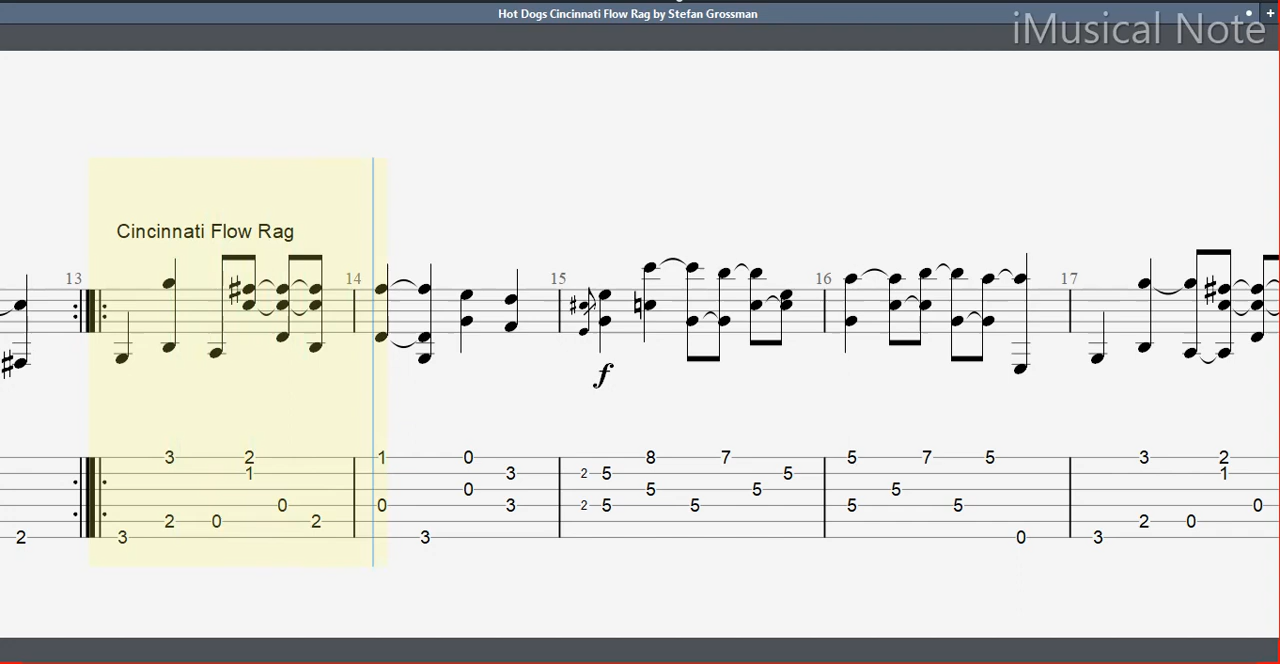 Hot Dogs Cincinnati Flow Rag by Stefan Grossman
iMusical Note
Cincinnati Flow Rag
13 14 15 16 17
f
3 2 1 0 8 7 5 7 5 3 2
1 3 2 5 5 1
0 5 5 5
0 0 3 2 5 5 5 5 0
2 0 2 2 0
2 3 3 0 3